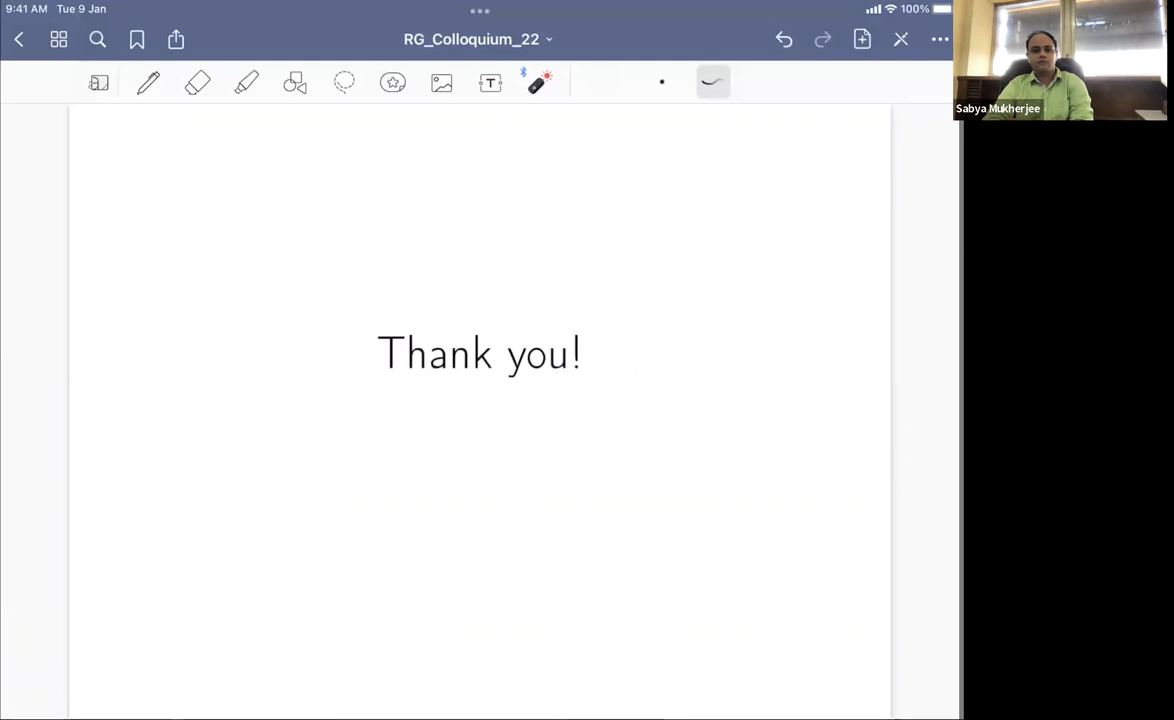 9:41 AM Tue 9 Jan
100%
RG_Colloquium_22
T
Sabya Mukherjee
Thank you!